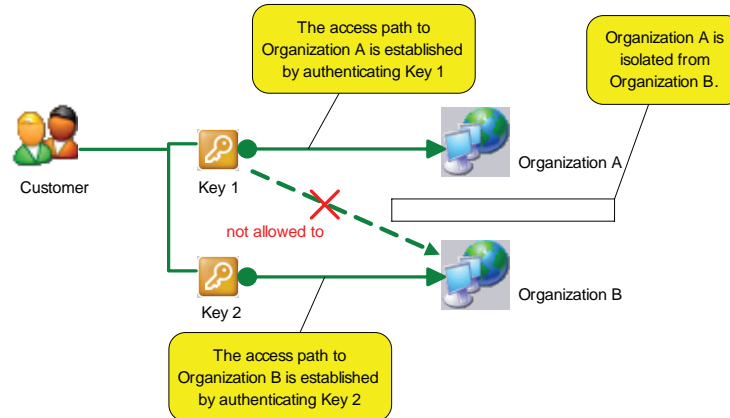 The access path to
Organization A is established
by authenticating Key 1
Organization A is
isolated from
Organization B.
Customer
Key 1
Organization A
not allowed to
Key 2
Organization B
The access path to
Organization B is established
by authenticating Key 2